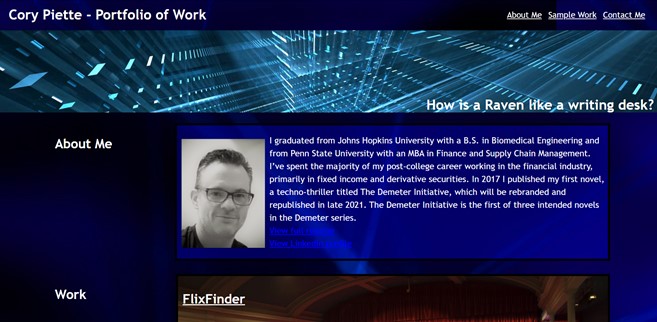 Cory Piette - Portfolio of Work
About Me Sample Work Contact Me
How is a Raven like a writing desk?
About Me
I graduated from Johns Hopkins University with a B.S. in Biomedical Engineering and
from Penn State University with an MBA in Finance and Supply Chain Management.
I've spent the majority of my post-college career working in the financial industry,
primarily in fixed income and derivative securities. In 2017 I published my first novel,
a techno-thriller titled The Demeter Initiative, which will be rebranded and
republished in late 2021. The Demeter Initiative is the first of three intended novels
in the Demeter series.
View
View
Work
FlixFinder